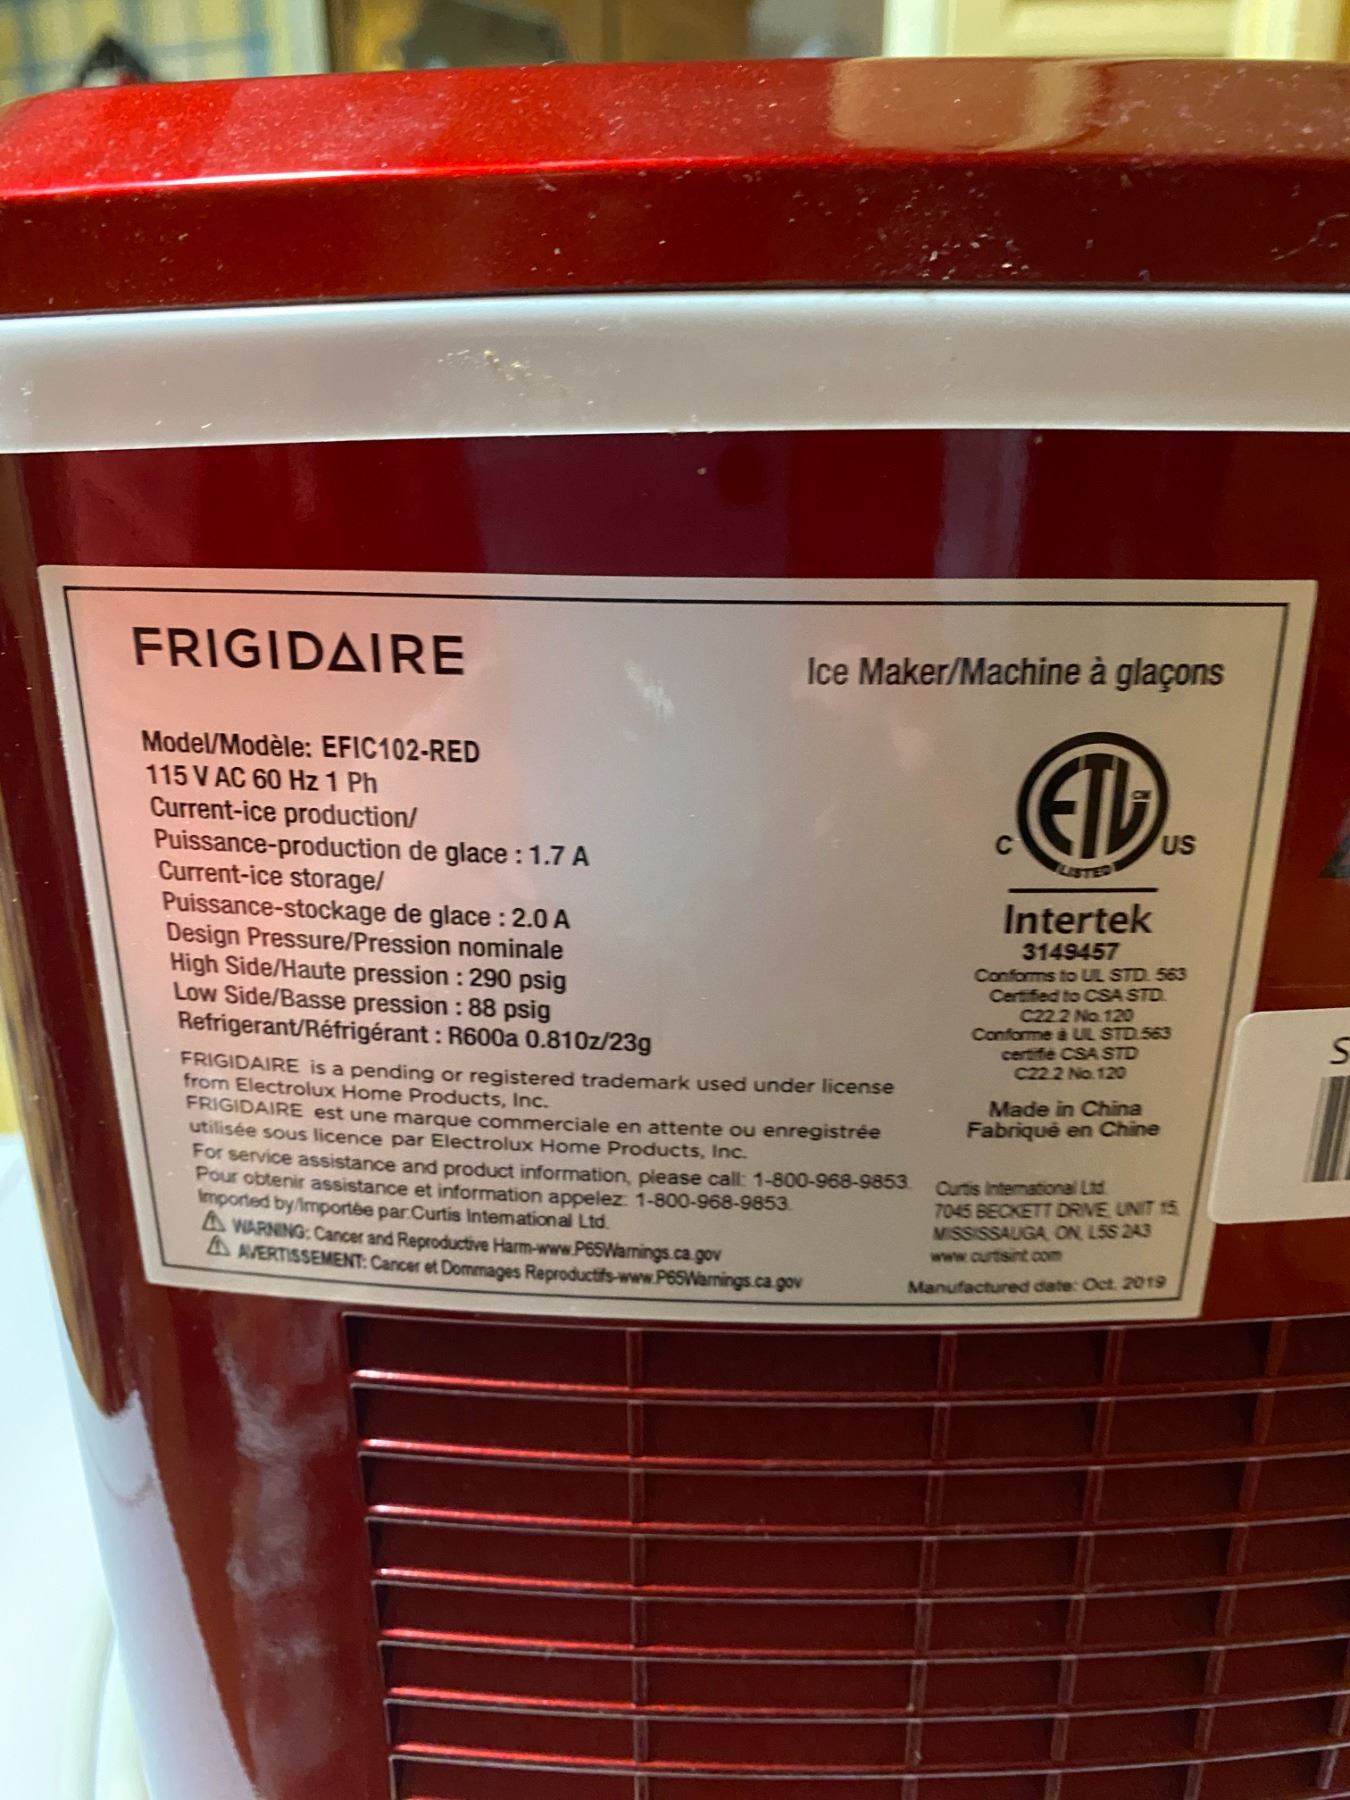 FRIGIDAIRE
Ice Maker/Machine à glaçons
Model/Modèle: EFIC102-RED
115 V AC 60 Hz 1 Ph
Current-ice production/
Puissance-production de glace : 1.7 A
Current-ice storage/
Puissance-stockage de glace : 2.0 A
Design Pressure/Pression nominale
High Side/Haute pression : 290 psig
Low Side/Basse pression : 88 psig
Refrigerant/Réfrigérant : R600a 0.810z/23g
FRIGIDAIRE is a pending or registered trademark used under license
from Electrolux Home Products, Inc.
FRIGIDAIRE est une marque commerciale en attente ou enregistrée
utilisée sous licence par Electrolux Home Products, Inc.
For service assistance and product information, please call: 1-800-968-9853.
Pour obtenir assistance et information appelez: 1-800-968-9853.
Imported by/Importée par:Curtis International Ltd.
WARNING: Cancer and Reproductive Harm-www.P65Warnings.ca.gov
AVERTISSEMENT: Cancer et Dommages Reproductifs-www.P65Warnings.ca.gov
ETL CM
C US
LISTED
Intertek
3149457
Conforms to UL STD. 563
Certified to CSA STD.
C22.2 No.120
Conforme à UL STD.563
certifié CSA STD
C22.2 No.120
Made in China
Fabriqué en Chine
Curtis International Ltd.
7045 BECKETT DRIVE, UNIT 15,
MISSISSAUGA, ON, L5S 2A3
www.curtisint.com
Manufactured date: Oct. 2019
S